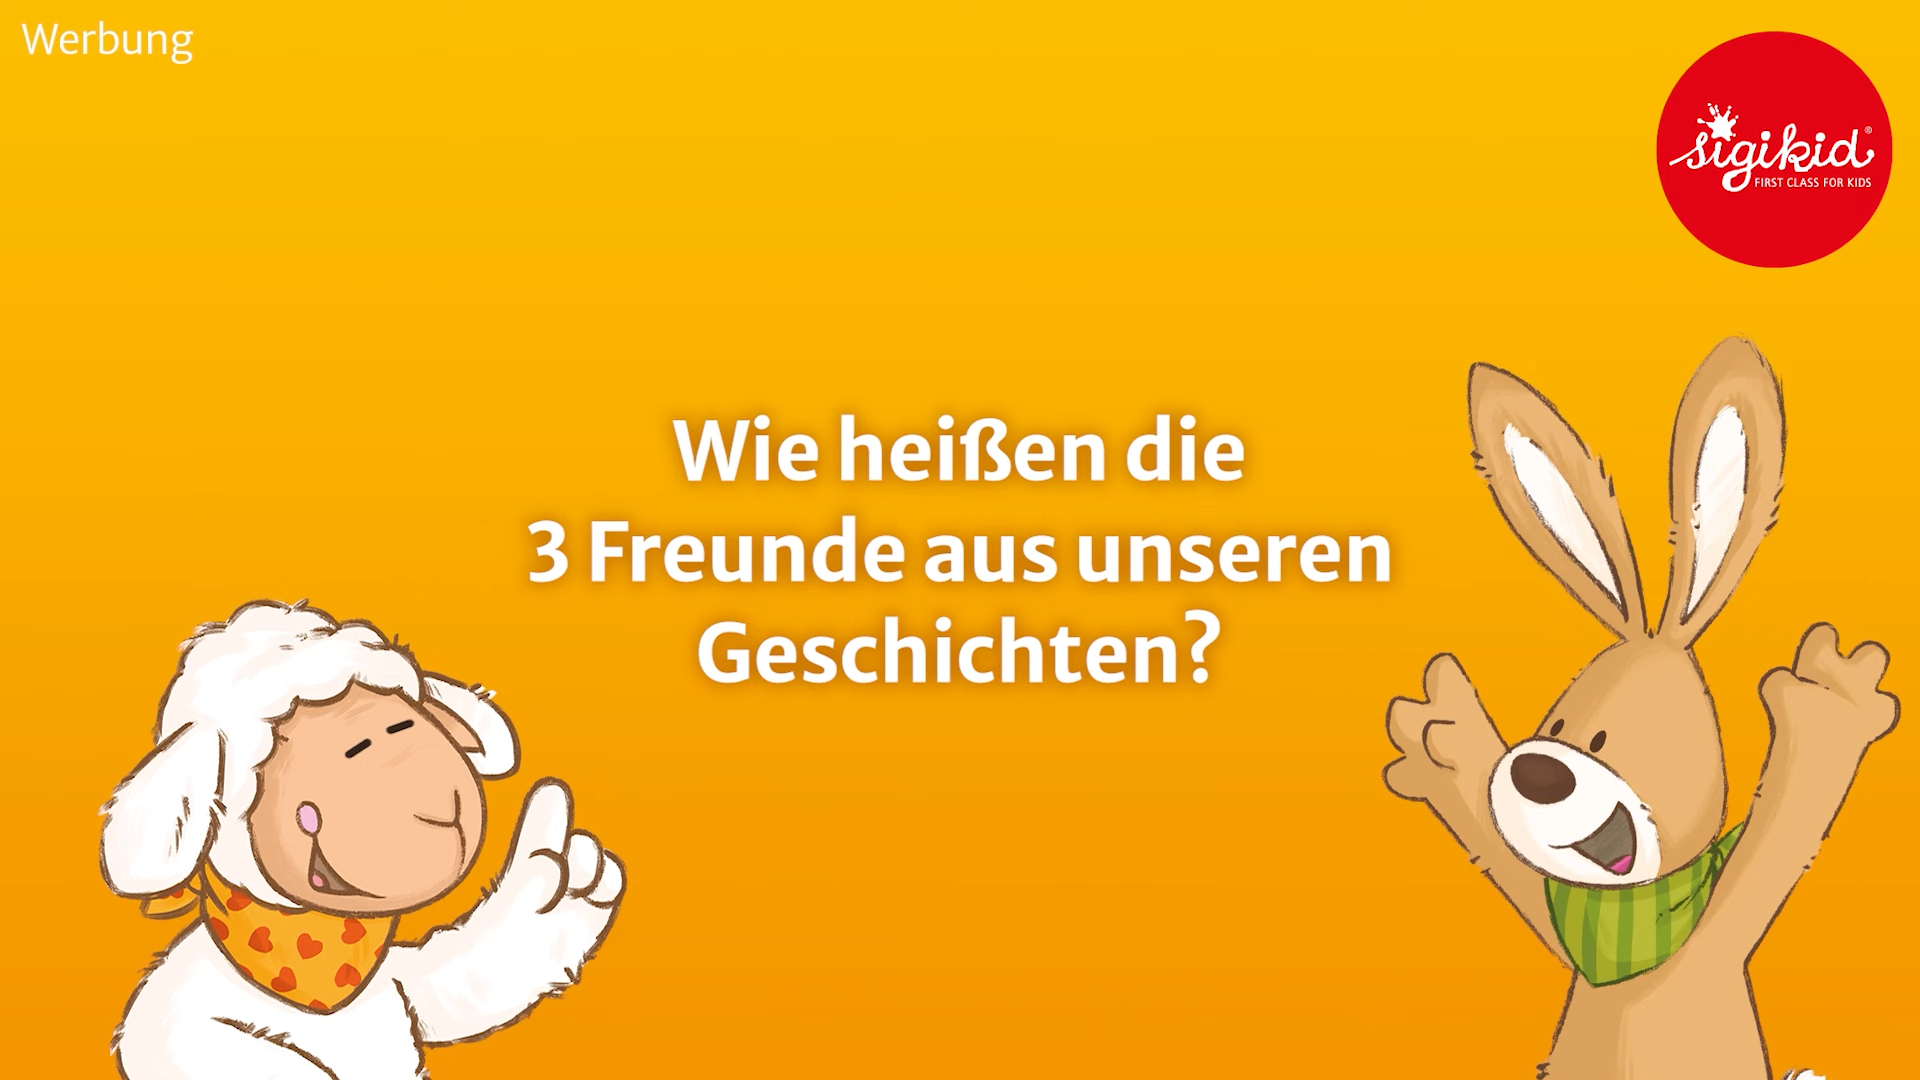 Werbung
sigikid®
FIRST CLASS FOR KIDS
Wie heißen die
3 Freunde aus unseren
Geschichten?